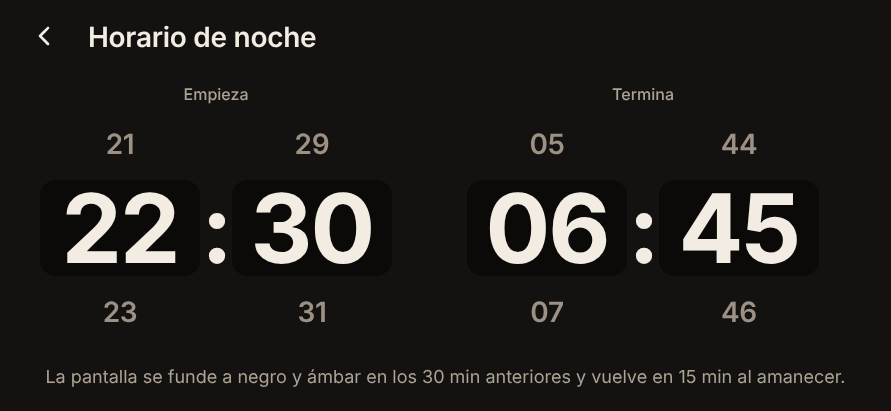 Horario de noche
Empieza Termina
21 29 05 44
22:30 06:45
23 31 07 46
La pantalla se funde a negro y ámbar en los 30 min anteriores y vuelve en 15 min al amanecer.